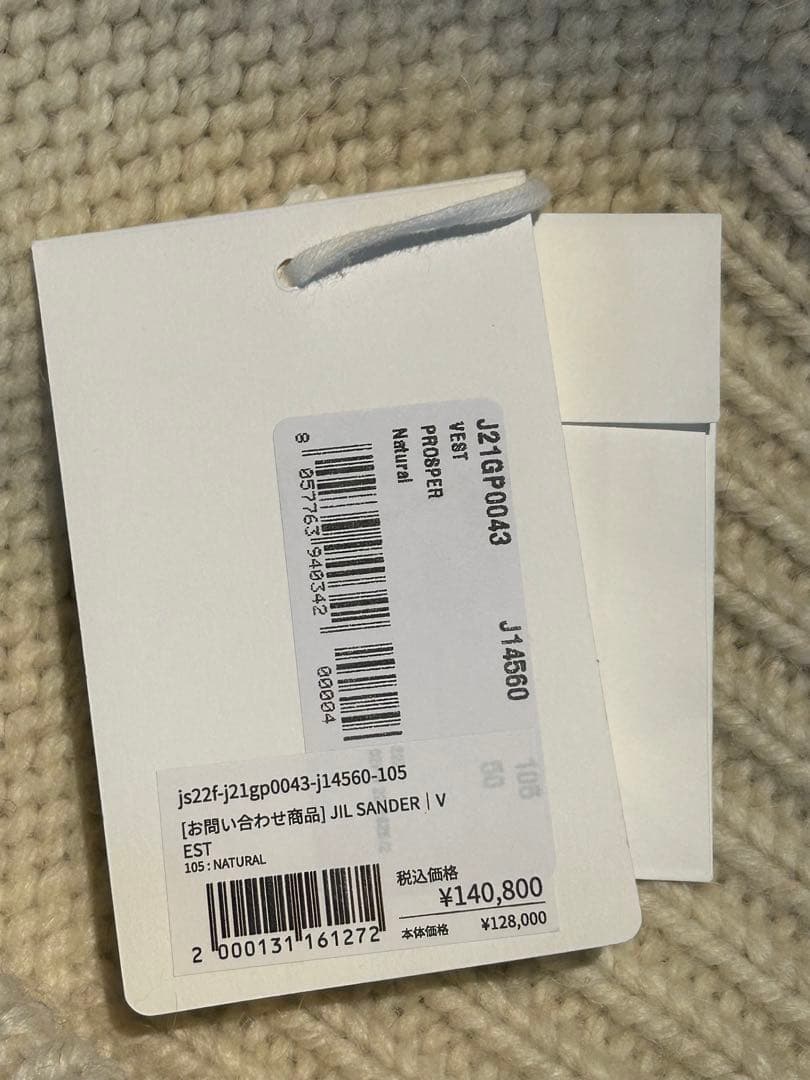 J21GP0043 J14560
VEST
PROSPER
Natural
105
50
8 057763 940342
00004
js22f-j21gp0043-j14560-105
[お問い合わせ商品] JIL SANDER｜V
EST
105 : NATURAL
税込価格
¥140,800
本体価格 ¥128,000
2 000131 161272